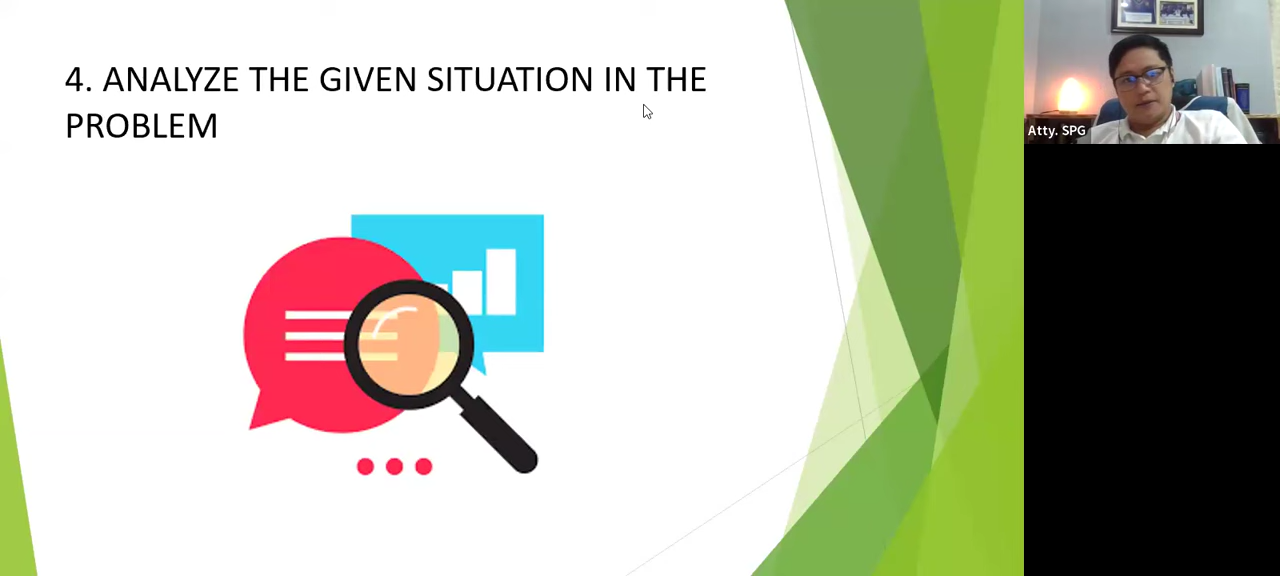 4. ANALYZE THE GIVEN SITUATION IN THE
PROBLEM
Atty. SPG